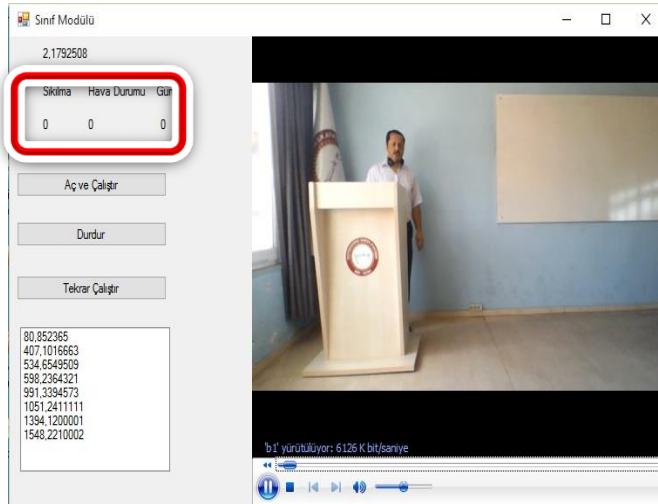 Sınıf Modülü
2,1792508
Sıkılma Hava Durumu
0 0 0
Aç ve Çalıştır
Durdur
Tekrar Çalıştır
80,852365
407,1016663
534,6549509
598,2364321
991,3394573
1051,2411111
1394,1200001
1548,2210002
'b1' yürütülüyor: 6126 K bit/saniye